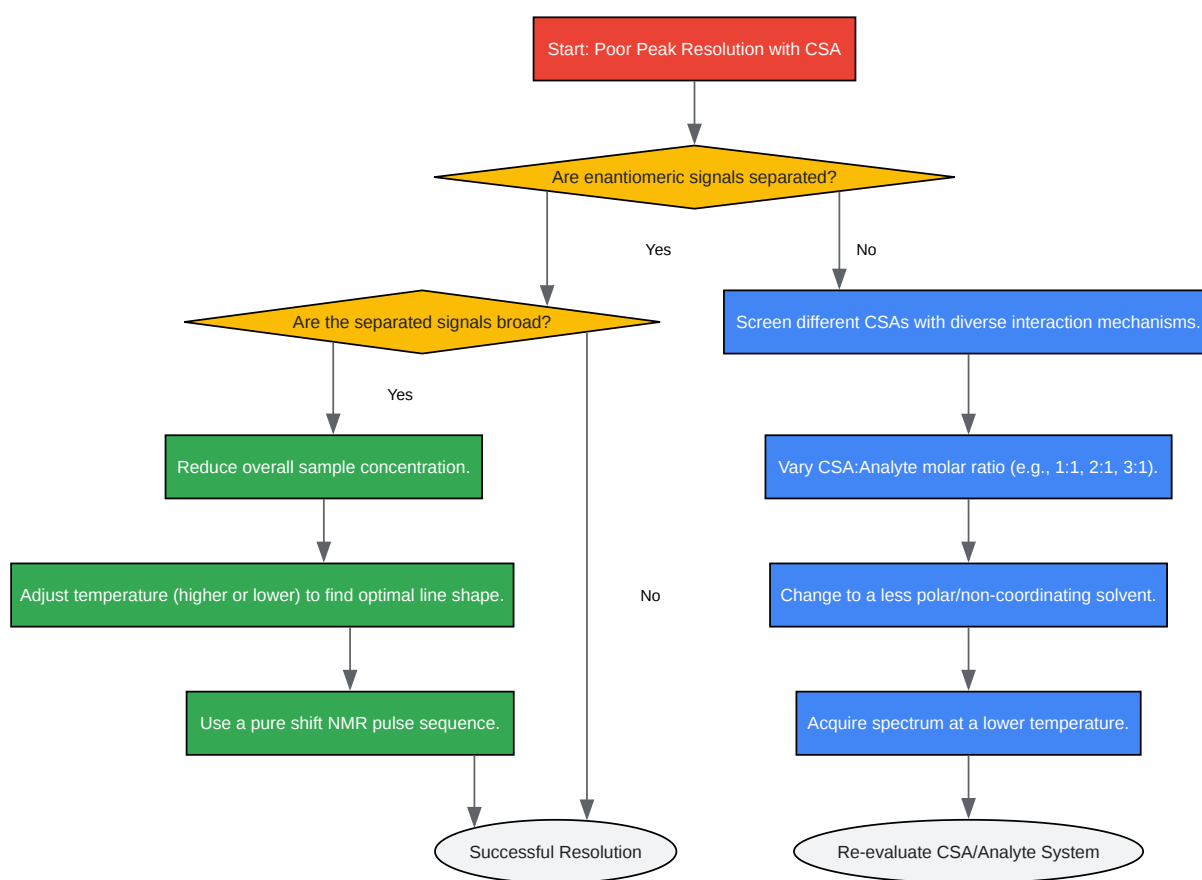 Start: Poor Peak Resolution with CSA
Are enantiomeric signals separated?
Yes
No
Are the separated signals broad?
Screen different CSAs with diverse interaction mechanisms.
Yes
Reduce overall sample concentration.
Vary CSA:Analyte molar ratio (e.g., 1:1, 2:1, 3:1).
Adjust temperature (higher or lower) to find optimal line shape.
No
Change to a less polar/non-coordinating solvent.
Use a pure shift NMR pulse sequence.
Acquire spectrum at a lower temperature.
Successful Resolution
Re-evaluate CSA/Analyte System